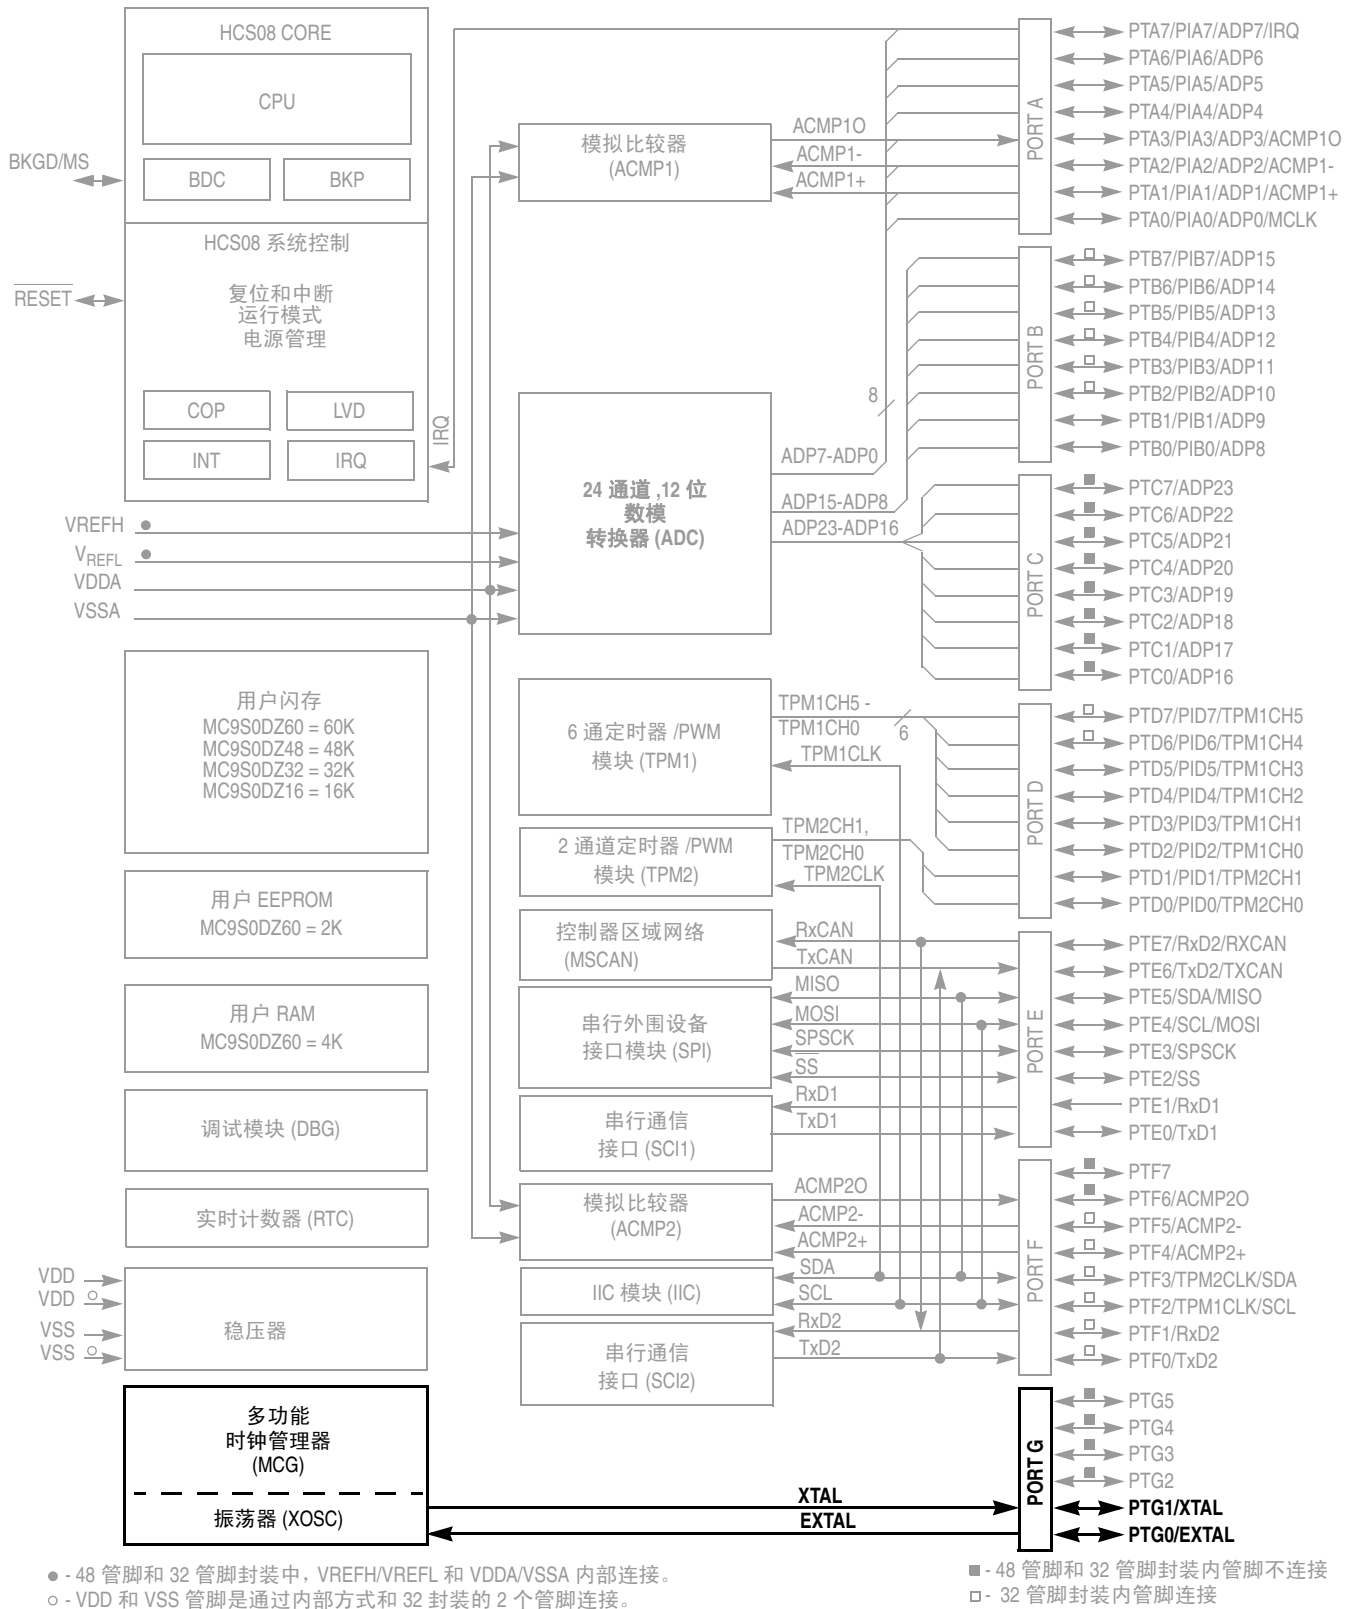 HCS08 CORE
CPU
BDC
BKP
BKGD/MS
HCS08 系统控制
复位和中断
运行模式
电源管理
RESET
COP
LVD
INT
IRQ
IRQ
VREFH
VREFL
VDDA
VSSA
用户闪存
MC9S0DZ60 = 60K
MC9S0DZ48 = 48K
MC9S0DZ32 = 32K
MC9S0DZ16 = 16K
用户 EEPROM
MC9S0DZ60 = 2K
用户 RAM
MC9S0DZ60 = 4K
调试模块 (DBG)
实时计数器 (RTC)
VDD
VDD
VSS
VSS
稳压器
多功能
时钟管理器
(MCG)
振荡器 (XOSC)
模拟比较器
(ACMP1)
ACMP1O
ACMP1-
ACMP1+
24 通道 ,12 位
数模
转换器 (ADC)
8
ADP7-ADP0
ADP15-ADP8
ADP23-ADP16
6 通定时器 /PWM
模块 (TPM1)
TPM1CH5 -
TPM1CH0
6
TPM1CLK
2 通道定时器 /PWM
模块 (TPM2)
TPM2CH1,
TPM2CH0
TPM2CLK
控制器区域网络
(MSCAN)
RxCAN
TxCAN
串行外围设备
接口模块 (SPI)
MISO
MOSI
SPSCK
SS
串行通信
接口 (SCI1)
RxD1
TxD1
模拟比较器
(ACMP2)
ACMP2O
ACMP2-
ACMP2+
IIC 模块 (IIC)
SDA
SCL
串行通信
接口 (SCI2)
RxD2
TxD2
XTAL
EXTAL
PORT A
PTA7/PIA7/ADP7/IRQ
PTA6/PIA6/ADP6
PTA5/PIA5/ADP5
PTA4/PIA4/ADP4
PTA3/PIA3/ADP3/ACMP1O
PTA2/PIA2/ADP2/ACMP1-
PTA1/PIA1/ADP1/ACMP1+
PTA0/PIA0/ADP0/MCLK
PORT B
PTB7/PIB7/ADP15
PTB6/PIB6/ADP14
PTB5/PIB5/ADP13
PTB4/PIB4/ADP12
PTB3/PIB3/ADP11
PTB2/PIB2/ADP10
PTB1/PIB1/ADP9
PTB0/PIB0/ADP8
PORT C
PTC7/ADP23
PTC6/ADP22
PTC5/ADP21
PTC4/ADP20
PTC3/ADP19
PTC2/ADP18
PTC1/ADP17
PTC0/ADP16
PORT D
PTD7/PID7/TPM1CH5
PTD6/PID6/TPM1CH4
PTD5/PID5/TPM1CH3
PTD4/PID4/TPM1CH2
PTD3/PID3/TPM1CH1
PTD2/PID2/TPM1CH0
PTD1/PID1/TPM2CH1
PTD0/PID0/TPM2CH0
PORT E
PTE7/RxD2/RXCAN
PTE6/TxD2/TXCAN
PTE5/SDA/MISO
PTE4/SCL/MOSI
PTE3/SPSCK
PTE2/SS
PTE1/RxD1
PTE0/TxD1
PORT F
PTF7
PTF6/ACMP2O
PTF5/ACMP2-
PTF4/ACMP2+
PTF3/TPM2CLK/SDA
PTF2/TPM1CLK/SCL
PTF1/RxD2
PTF0/TxD2
PORT G
PTG5
PTG4
PTG3
PTG2
PTG1/XTAL
PTG0/EXTAL
● - 48 管脚和 32 管脚封装中，VREFH/VREFL 和 VDDA/VSSA 内部连接。
○ - VDD 和 VSS 管脚是通过内部方式和 32 封装的 2 个管脚连接。
■ - 48 管脚和 32 管脚封装内管脚不连接
□ - 32 管脚封装内管脚连接